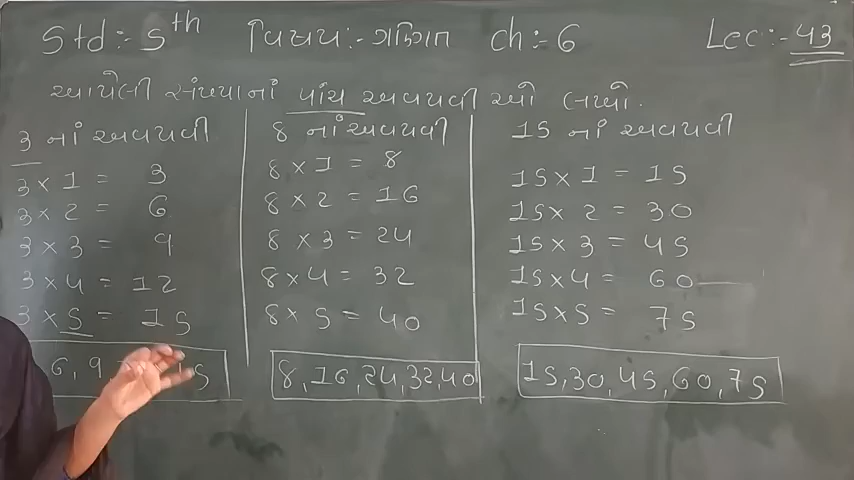 Std:- 5th વિષય:- ગણિત ch:- 6 Lec:- 43
આપેલી સંખ્યાનાં પાંચ અવયવી ઓ લખો.
3 નાં અવયવી
3 × 1 = 3
3 × 2 = 6
3 × 3 = 9
3 × 4 = 12
3 × 5 = 15
6, 9, 15
8 નાં અવયવી
8 × 1 = 8
8 × 2 = 16
8 × 3 = 24
8 × 4 = 32
8 × 5 = 40
8, 16, 24, 32, 40
15 નાં અવયવી
15 × 1 = 15
15 × 2 = 30
15 × 3 = 45
15 × 4 = 60
15 × 5 = 75
15, 30, 45, 60, 75